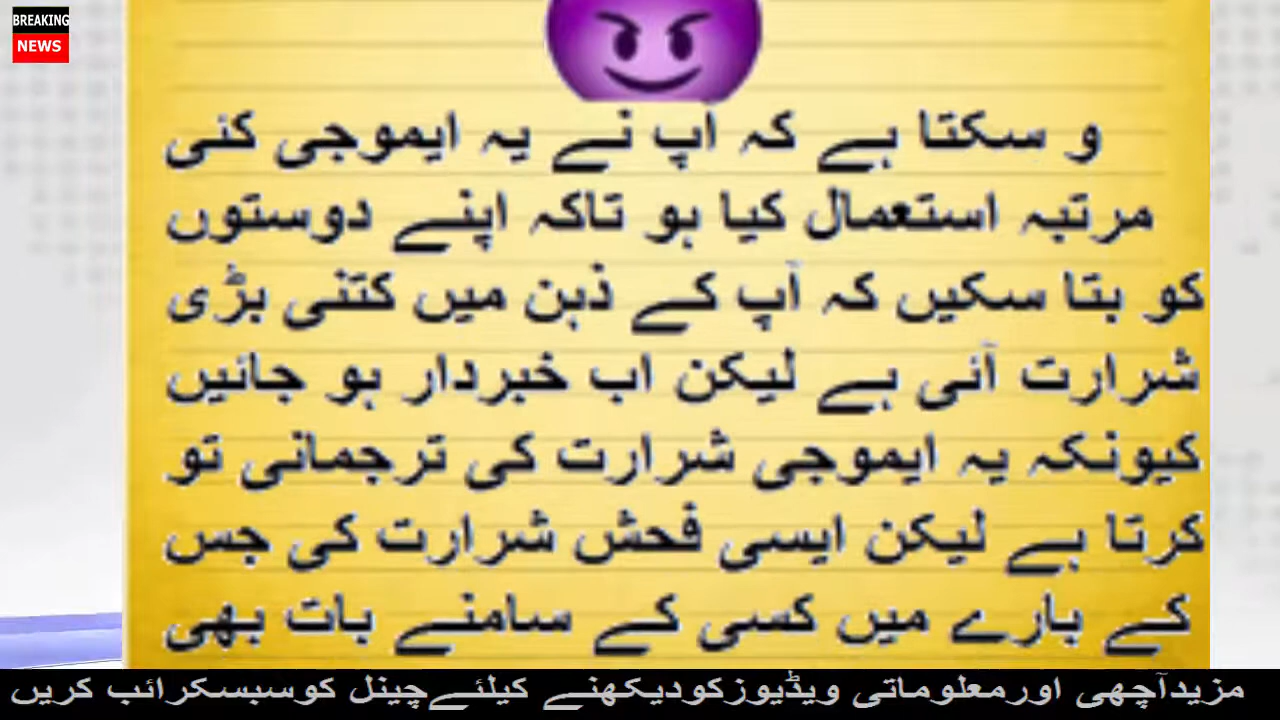 BREAKING
NEWS
و سکتا ہے کہ آپ نے یہ ایموجی کئی
مرتبہ استعمال کیا ہو تاکہ اپنے دوستوں
کو بتا سکیں کہ آپ کے ذہن میں کتنی بڑی
شرارت آئی ہے لیکن اب خبردار ہو جائیں
کیونکہ یہ ایموجی شرارت کی ترجمانی تو
کرتا ہے لیکن ایسی فحش شرارت کی جس
کے بارے میں کسی کے سامنے بات بھی
مزیدآچھی اورمعلوماتی ویڈیوزکودیکھنے کیلئےچینل کوسبسکرائب کریں